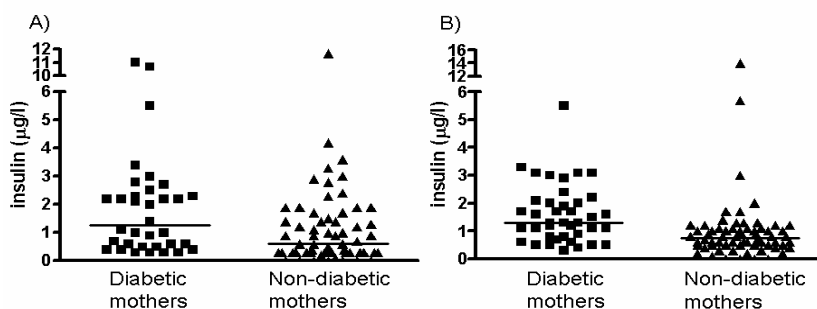 A)
insulin (µg/l)
12
11
10
6
5
4
3
2
1
0
Diabetic
mothers
Non-diabetic
mothers
B)
insulin (µg/l)
16
14
12
6
5
4
3
2
1
0
Diabetic
mothers
Non-diabetic
mothers